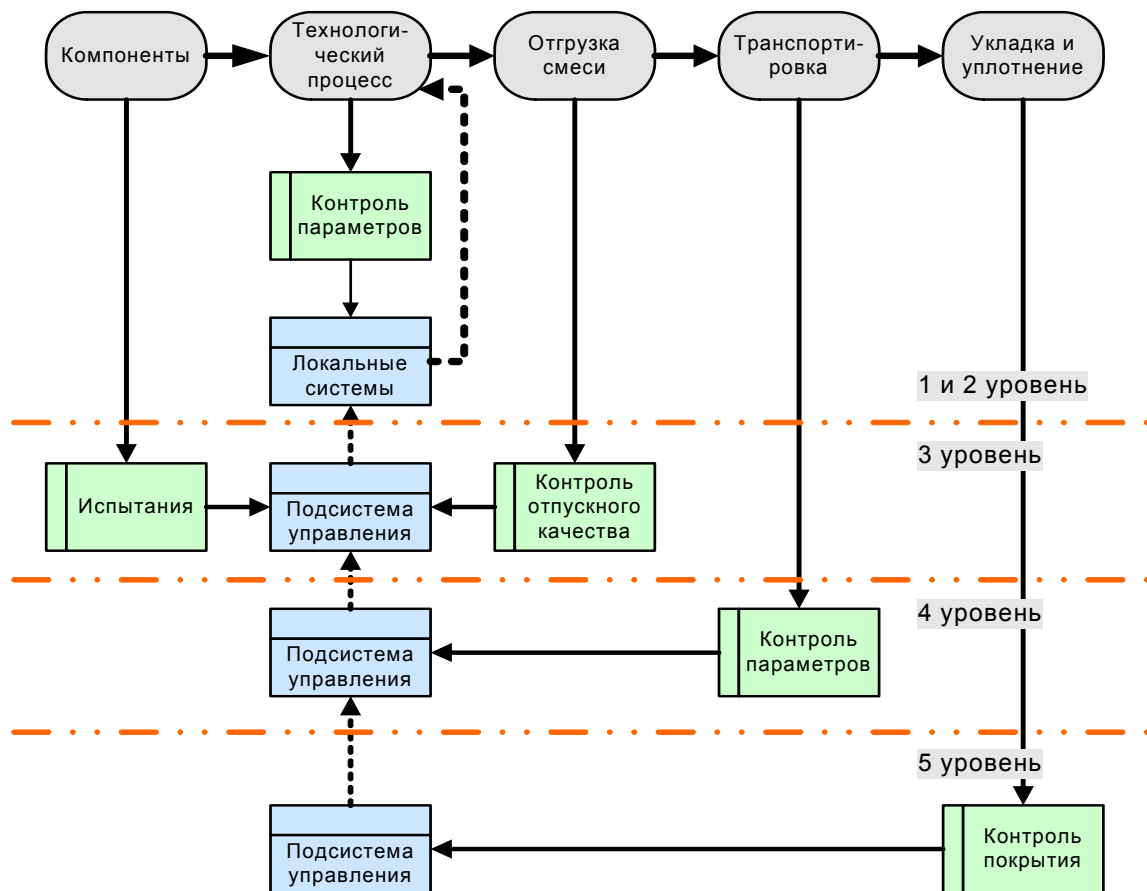 Компоненты
Технологи-
ческий
процесс
Отгрузка
смеси
Транспорти-
ровка
Укладка и
уплотнение
Контроль
параметров
Локальные
системы
1 и 2 уровень
3 уровень
Испытания
Подсистема
управления
Контроль
отпускного
качества
4 уровень
Подсистема
управления
Контроль
параметров
5 уровень
Подсистема
управления
Контроль
покрытия